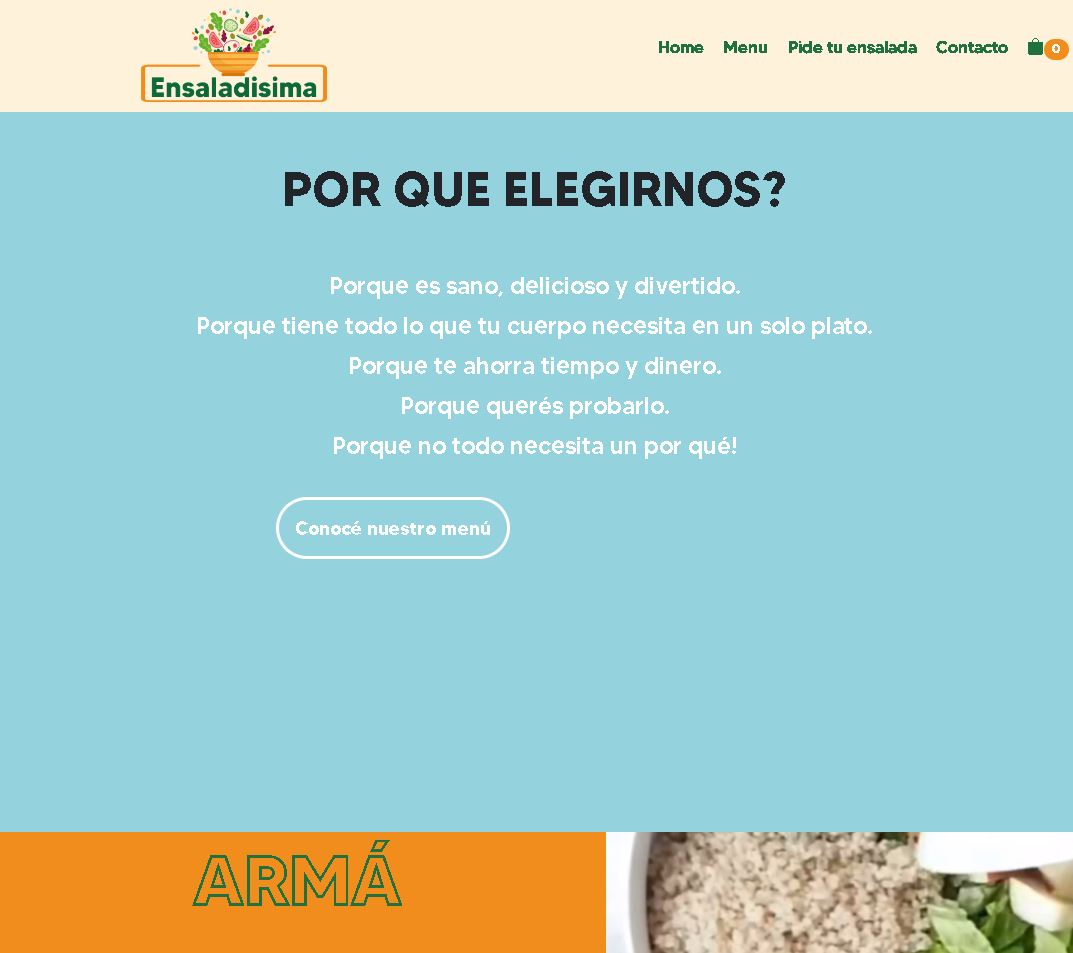 Ensaladisima
Home Menu Pide tu ensalada Contacto 0
POR QUE ELEGIRNOS?
Porque es sano, delicioso y divertido.
Porque tiene todo lo que tu cuerpo necesita en un solo plato.
Porque te ahorra tiempo y dinero.
Porque querés probarlo.
Porque no todo necesita un por qué!
Conocé nuestro menú
ARMÁ